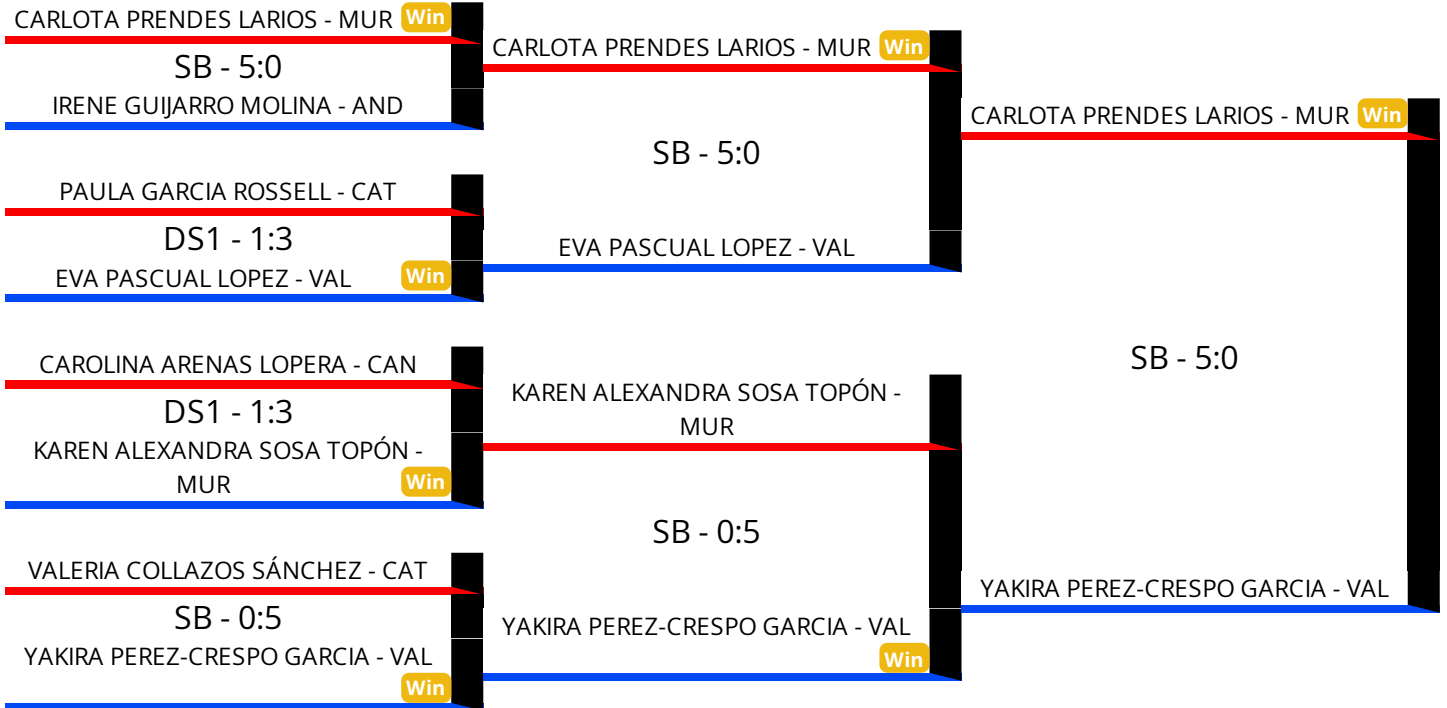 CARLOTA PRENDES LARIOS - MUR Win
SB - 5:0
IRENE GUIJARRO MOLINA - AND
PAULA GARCIA ROSSELL - CAT
DS1 - 1:3
EVA PASCUAL LOPEZ - VAL Win
CAROLINA ARENAS LOPERA - CAN
DS1 - 1:3
KAREN ALEXANDRA SOSA TOPÓN -
MUR Win
VALERIA COLLAZOS SÁNCHEZ - CAT
SB - 0:5
YAKIRA PEREZ-CRESPO GARCIA - VAL
Win
CARLOTA PRENDES LARIOS - MUR Win
SB - 5:0
EVA PASCUAL LOPEZ - VAL
KAREN ALEXANDRA SOSA TOPÓN -
MUR
SB - 0:5
YAKIRA PEREZ-CRESPO GARCIA - VAL
Win
CARLOTA PRENDES LARIOS - MUR Win
SB - 5:0
YAKIRA PEREZ-CRESPO GARCIA - VAL